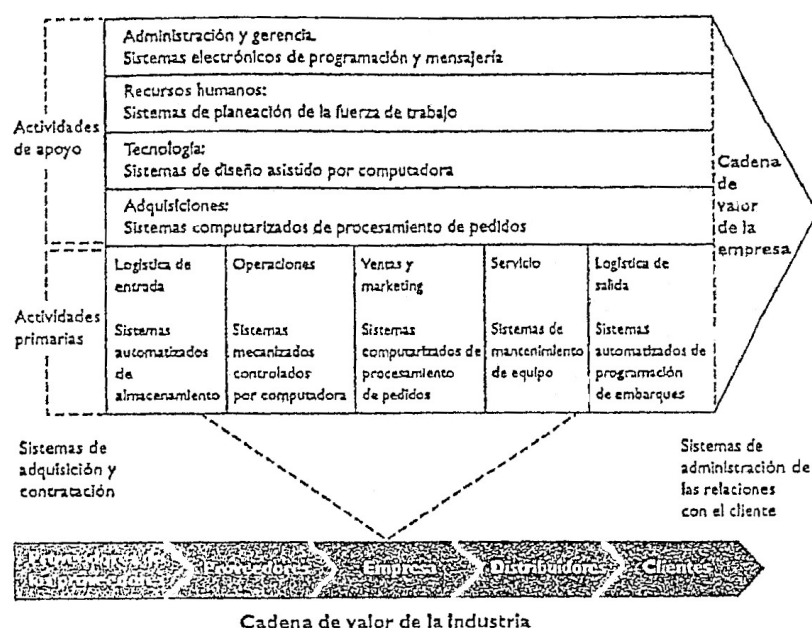 Administración y gerencia.
Sistemas electrónicos de programación y mensajería
Recursos humanos:
Sistemas de planeación de la fuerza de trabajo
Actividades
de apoyo
Tecnología:
Sistemas de diseño asistido por computadora
Adquisiciones:
Sistemas computarizados de procesamiento de pedidos
Cadena
de
valor
de la
empresa
Actividades
primarias
Logística de
entrada
Sistemas
automatizados
de
almacenamiento
Operaciones
Sistemas
mecanizados
controlados
por computadora
Ventas y
marketing
Sistemas
computarizados de
procesamiento
de pedidos
Servicio
Sistemas de
mantenimiento
de equipo
Logística de
salida
Sistemas
automatizados de
programación
de embarques
Sistemas de
adquisición y
contratación
Sistemas de
administración de
las relaciones
con el cliente
Proveedores de
los proveedores
Proveedores
Empresa
Distribuidores
Clientes
Cadena de valor de la Industria